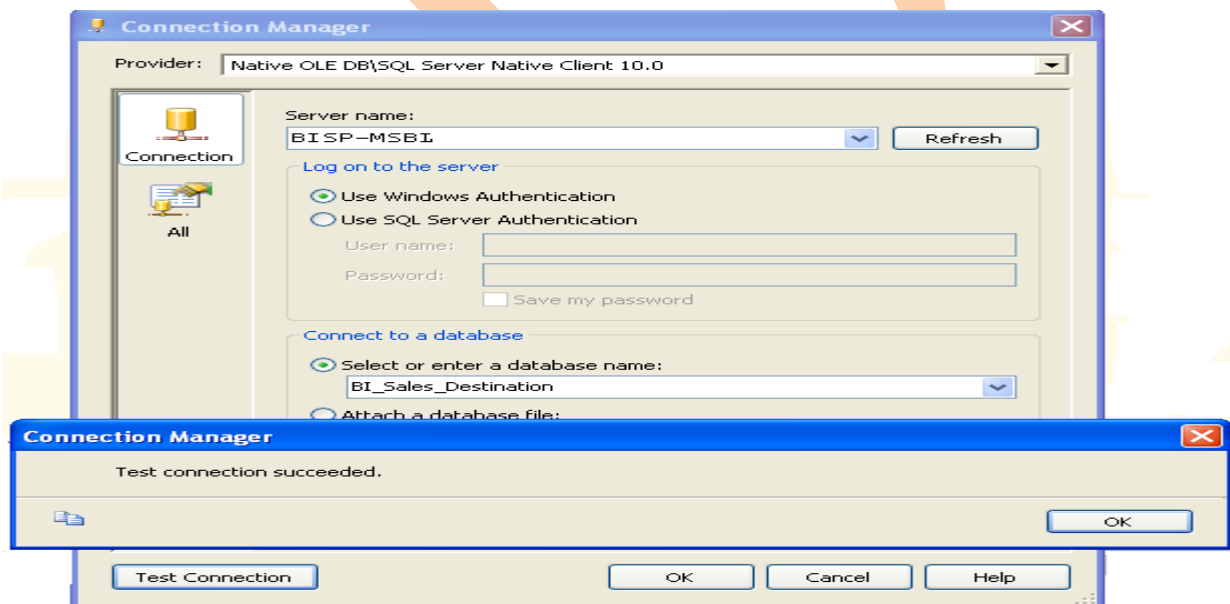 Connection Manager
Provider: Native OLE DB\SQL Server Native Client 10.0
Connection
All
Server name:
BISP-MSBI
Refresh
Log on to the server
Use Windows Authentication
Use SQL Server Authentication
User name:
Password:
Save my password
Connect to a database
Select or enter a database name:
BI_Sales_Destination
Attach a database file:
Connection Manager
Test connection succeeded.
OK
Test Connection OK Cancel Help